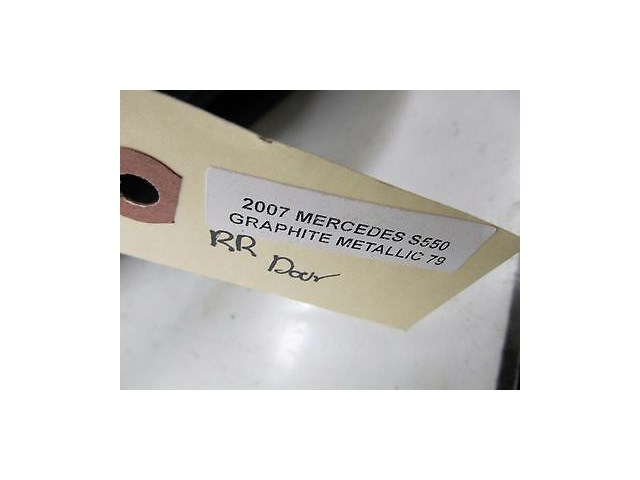 2007 MERCEDES S550
GRAPHITE METALLIC 79
RR Door